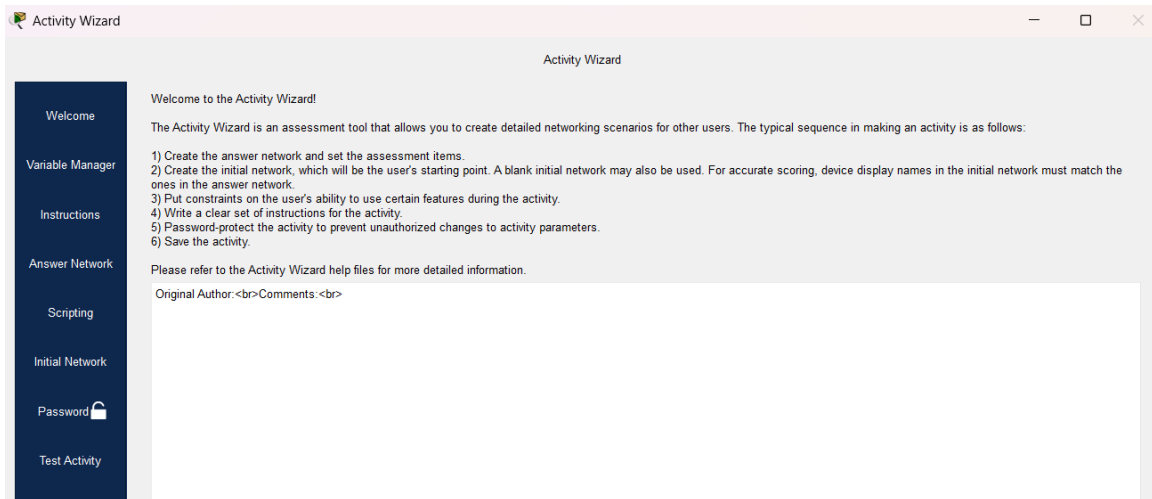 Activity Wizard
Activity Wizard
Welcome
Variable Manager
Instructions
Answer Network
Scripting
Initial Network
Password
Test Activity
Welcome to the Activity Wizard!
The Activity Wizard is an assessment tool that allows you to create detailed networking scenarios for other users. The typical sequence in making an activity is as follows:
1) Create the answer network and set the assessment items.
2) Create the initial network, which will be the user's starting point. A blank initial network may also be used. For accurate scoring, device display names in the initial network must match the
ones in the answer network.
3) Put constraints on the user's ability to use certain features during the activity.
4) Write a clear set of instructions for the activity.
5) Password-protect the activity to prevent unauthorized changes to activity parameters.
6) Save the activity.
Please refer to the Activity Wizard help files for more detailed information.
Original Author:<br>Comments:<br>